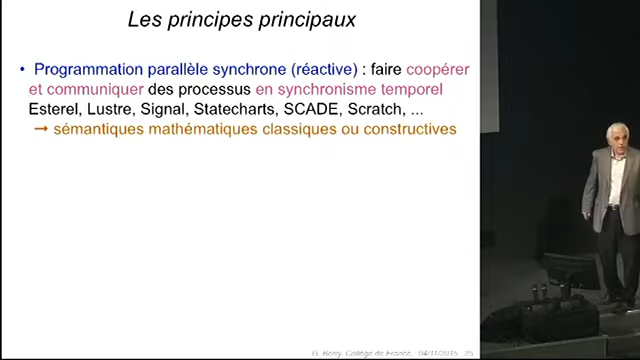 Les principes principaux
• Programmation parallèle synchrone (réactive) : faire coopérer
et communiquer des processus en synchronisme temporel
Esterel, Lustre, Signal, Statecharts, SCADE, Scratch, ...
→ sémantiques mathématiques classiques ou constructives
G. Berry, Collège de France 04/11/2015 25